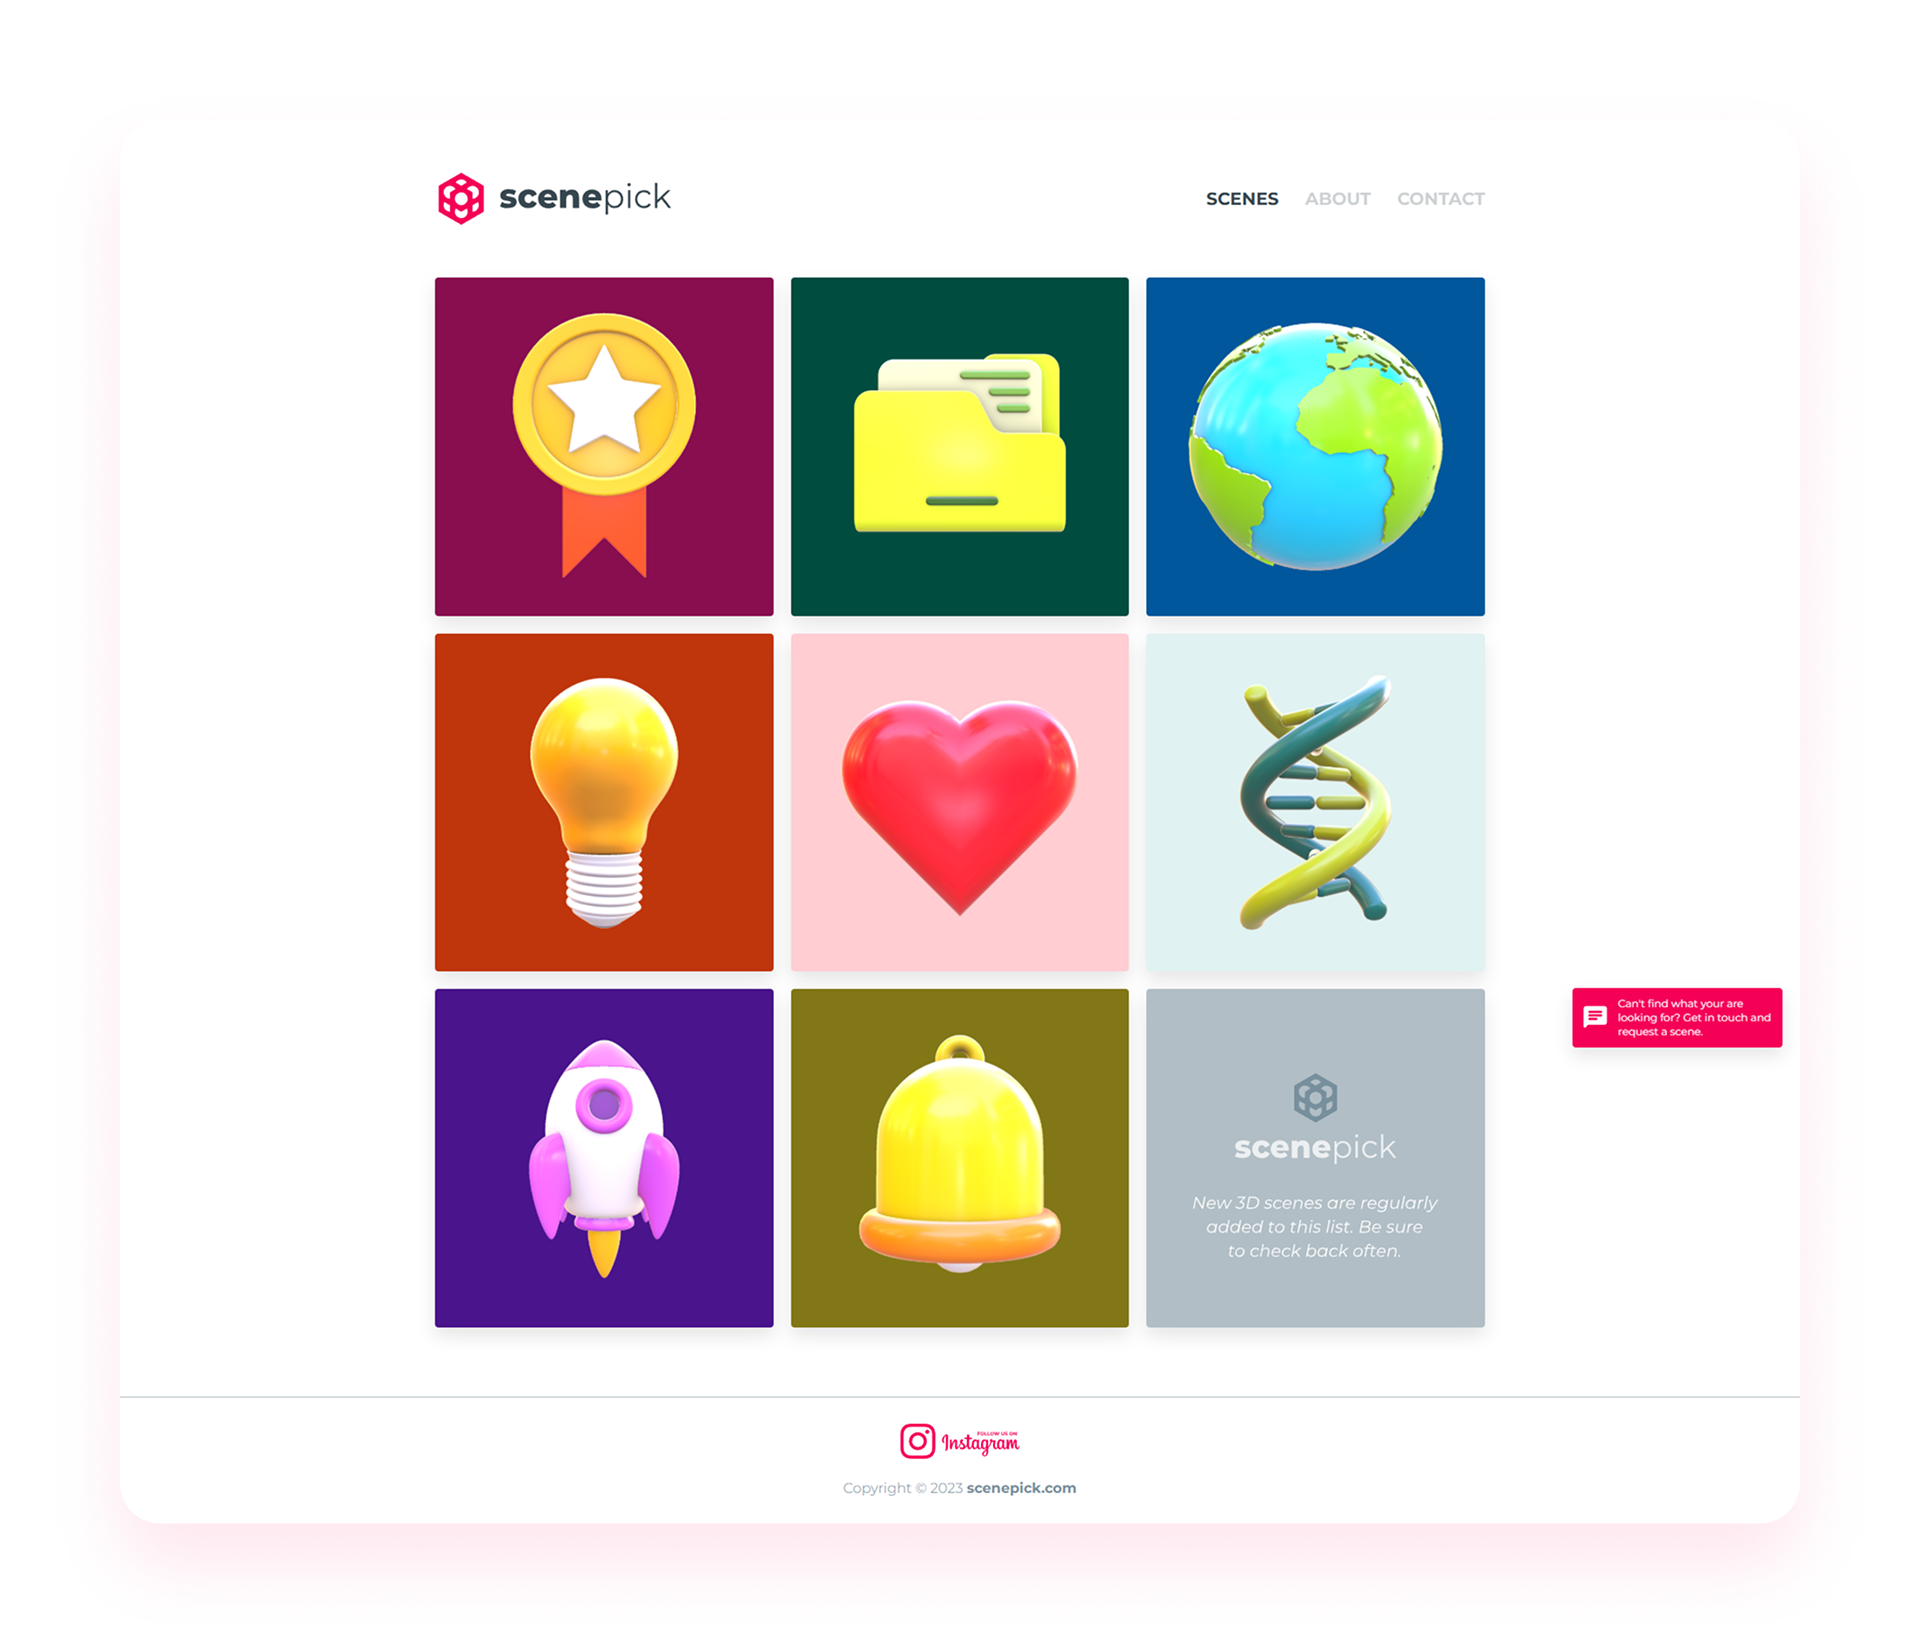 scenepick
SCENES ABOUT CONTACT
Can't find what your are
looking for? Get in touch and
request a scene.
scenepick
New 3D scenes are regularly
added to this list. Be sure
to check back often.
FOLLOW US ON
Instagram
Copyright © 2023 scenepick.com